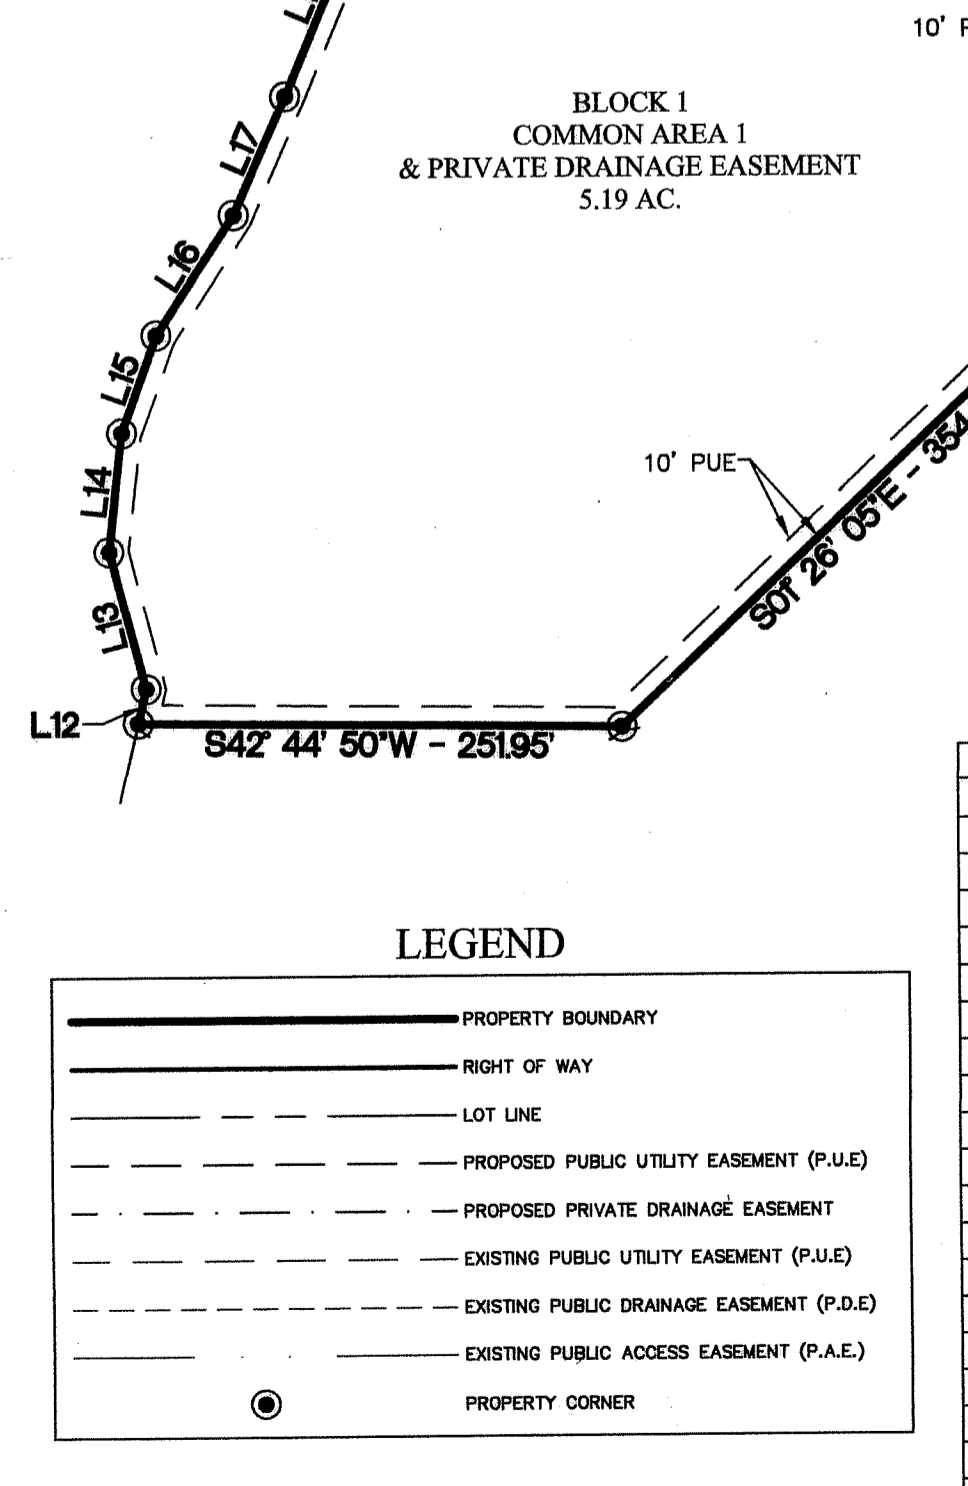 10'
BLOCK 1
COMMON AREA 1
& PRIVATE DRAINAGE EASEMENT
5.19 AC.
L17
L16
L15
L14
L13
L12
10' PUE
S01° 26' 05"E - 354
S42° 44' 50"W - 251.95'
LEGEND
PROPERTY BOUNDARY
RIGHT OF WAY
LOT LINE
PROPOSED PUBLIC UTILITY EASEMENT (P.U.E)
PROPOSED PRIVATE DRAINAGE EASEMENT
EXISTING PUBLIC UTILITY EASEMENT (P.U.E)
EXISTING PUBLIC DRAINAGE EASEMENT (P.D.E)
EXISTING PUBLIC ACCESS EASEMENT (P.A.E.)
PROPERTY CORNER